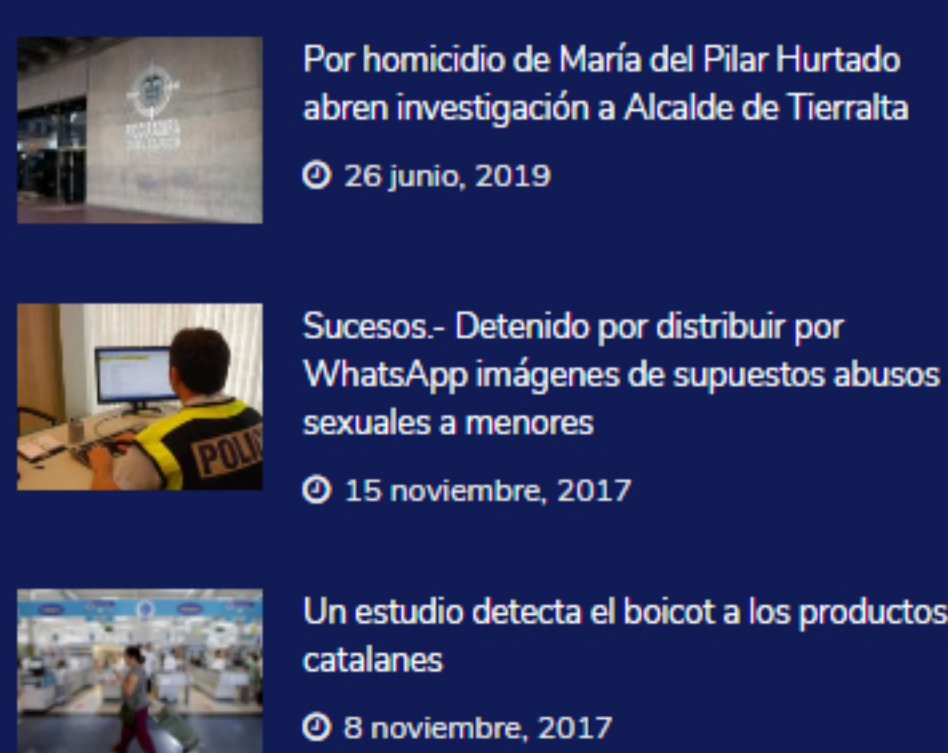 Por homicidio de María del Pilar Hurtado
abren investigación a Alcalde de Tierralta
26 junio, 2019
Sucesos.- Detenido por distribuir por
WhatsApp imágenes de supuestos abusos
sexuales a menores
15 noviembre, 2017
Un estudio detecta el boicot a los productos
catalanes
8 noviembre, 2017